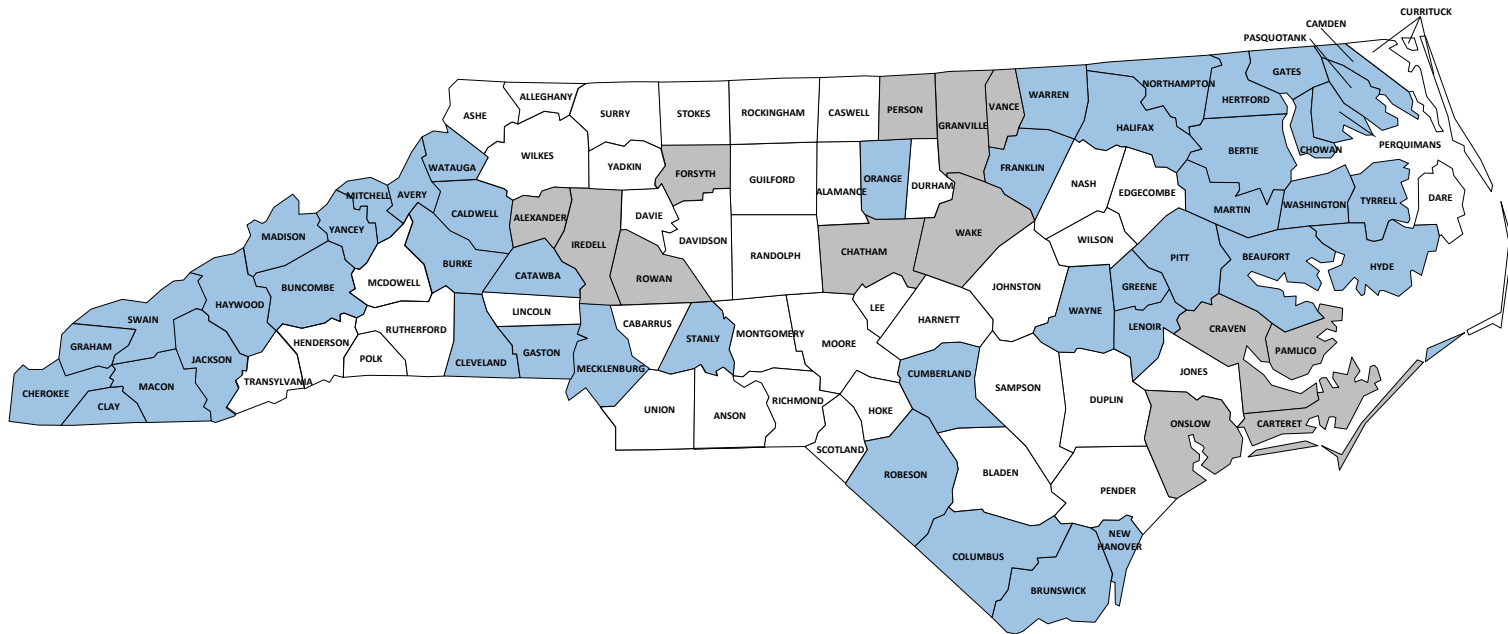 CURRITUCK
CAMDEN
PASQUOTANK
GATES
NORTHAMPTON
HERTFORD
WARREN
VANCE
PERSON
GRANVILLE
CASWELL
ROCKINGHAM
STOKES
SURRY
ALLEGHANY
ASHE
HALIFAX
WILKES
YADKIN
FORSYTH
GUILFORD
ALAMANCE
ORANGE
DURHAM
FRANKLIN
NASH
EDGECOMBE
BERTIE
CHOWAN
PERQUIMANS
WATAUGA
MITCHELL
AVERY
CALDWELL
ALEXANDER
IREDELL
DAVIE
DAVIDSON
RANDOLPH
CHATHAM
WAKE
WILSON
MARTIN
WASHINGTON
TYRRELL
DARE
MADISON
YANCEY
BURKE
CATAWBA
ROWAN
JOHNSTON
PITT
BEAUFORT
HYDE
BUNCOMBE
MCDOWELL
HAYWOOD
SWAIN
LINCOLN
CABARRUS
STANLY
MONTGOMERY
MOORE
LEE
HARNETT
WAYNE
GREENE
LENOIR
CRAVEN
PAMLICO
GRAHAM
JACKSON
HENDERSON
RUTHERFORD
POLK
CLEVELAND
GASTON
MECKLENBURG
CHEROKEE
MACON
CLAY
TRANSYLVANIA
UNION
ANSON
RICHMOND
HOKE
CUMBERLAND
SAMPSON
DUPLIN
JONES
ONSLOW
CARTERET
SCOTLAND
ROBESON
BLADEN
PENDER
NEW
HANOVER
COLUMBUS
BRUNSWICK